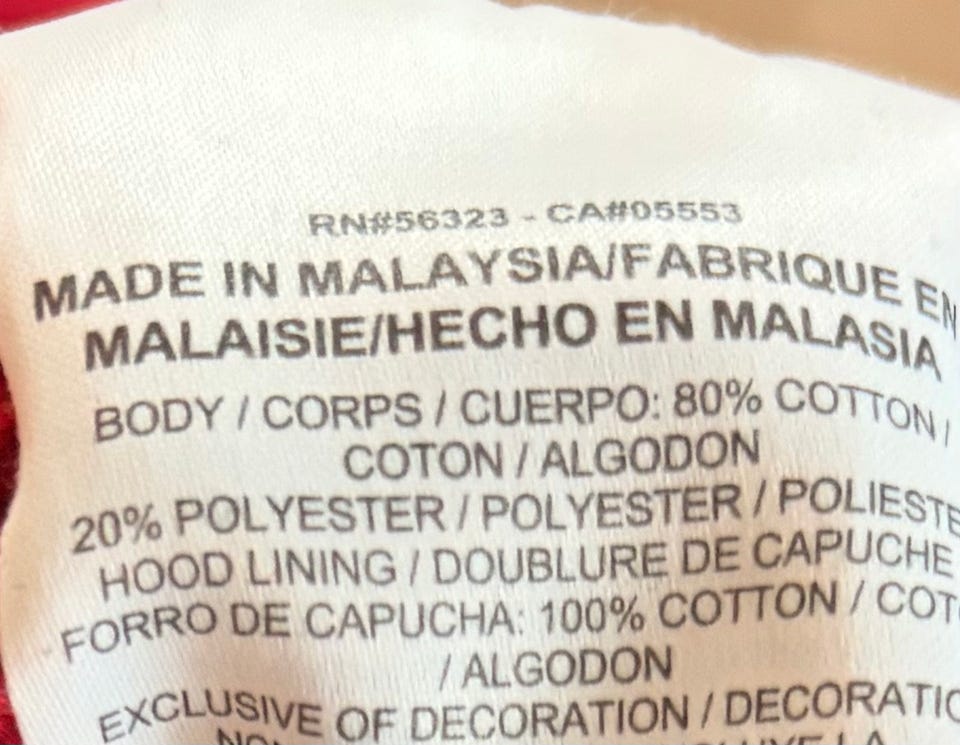 RN#56323 - CA#05553
MADE IN MALAYSIA/FABRIQUE EN
MALAISIE/HECHO EN MALASIA
BODY / CORPS / CUERPO: 80% COTTON /
COTON / ALGODON
20% POLYESTER / POLYESTER / POLIESTE
HOOD LINING / DOUBLURE DE CAPUCHE
FORRO DE CAPUCHA: 100% COTTON / COT
/ ALGODON
EXCLUSIVE OF DECORATION / DECORATIO
LA